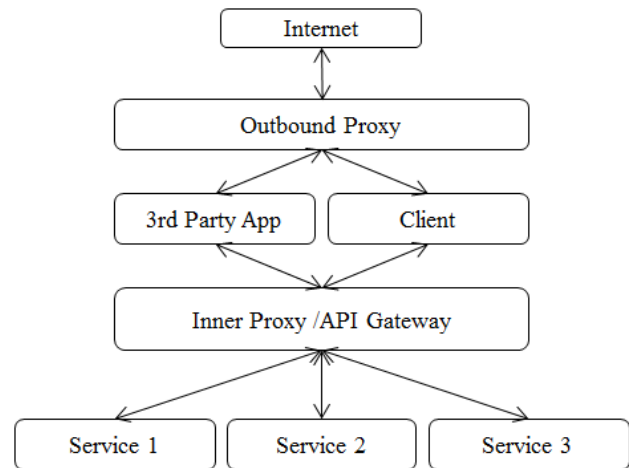 Internet
Outbound Proxy
3rd Party App
Client
Inner Proxy /API Gateway
Service 1
Service 2
Service 3